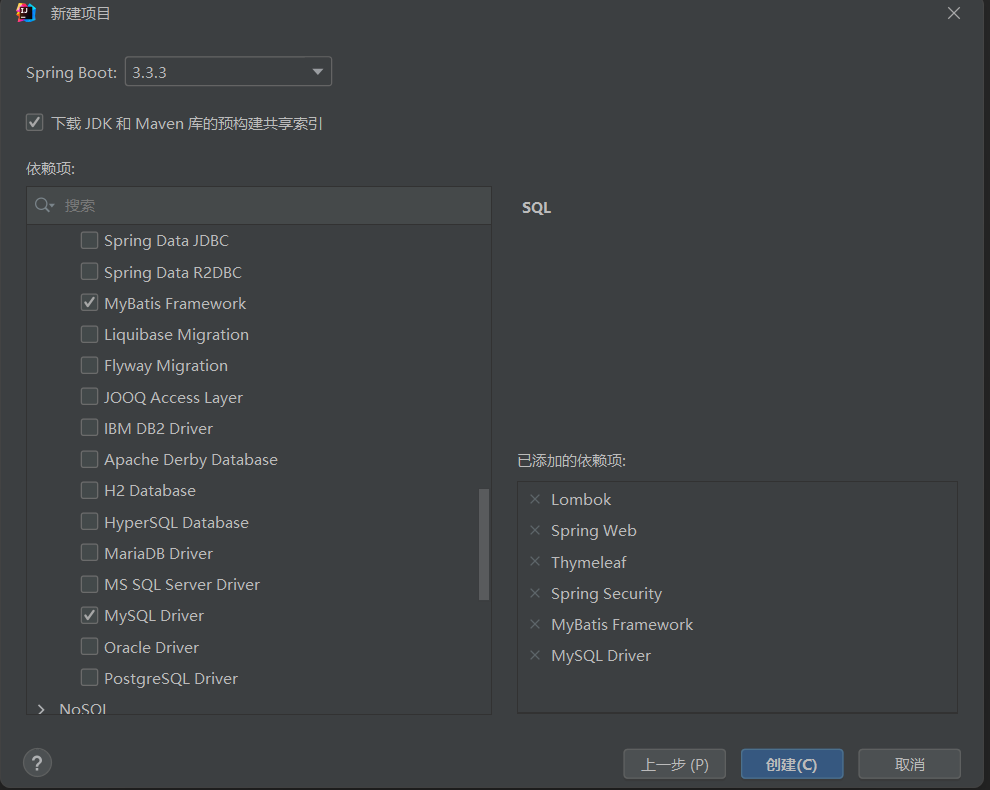 新建项目
Spring Boot: 3.3.3
下载 JDK 和 Maven 库的预构建共享索引
依赖项:
搜索
Spring Data JDBC
Spring Data R2DBC
MyBatis Framework
Liquibase Migration
Flyway Migration
JOOQ Access Layer
IBM DB2 Driver
Apache Derby Database
H2 Database
HyperSQL Database
MariaDB Driver
MS SQL Server Driver
MySQL Driver
Oracle Driver
PostgreSQL Driver
NoSQL
SQL
已添加的依赖项:
Lombok
Spring Web
Thymeleaf
Spring Security
MyBatis Framework
MySQL Driver
?
上一步 (P)
创建(C)
取消